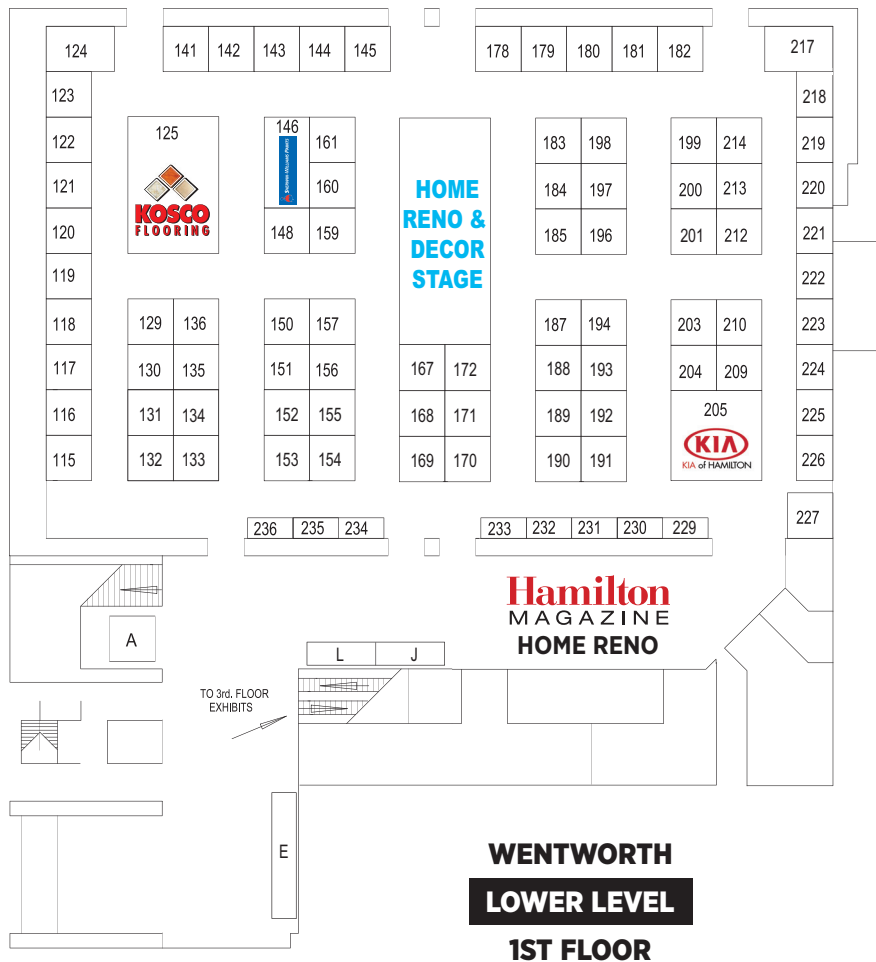 124
141 142 143 144 145
178 179 180 181 182
217
123
218
122
125
146
161
183 198
199 214
219
SHERWIN-WILLIAMS PAINTS
121
160
HOME
184 197
200 213
220
KOSCO
RENO &
FLOORING
120
148 159
DECOR
185 196
201 212
221
119
STAGE
222
118
129 136
150 157
187 194
203 210
223
117
130 135
151 156
167 172
188 193
204 209
224
116
131 134
152 155
168 171
189 192
205
225
KIA
KIA of HAMILTON
115
132 133
153 154
169 170
190 191
226
227
236 235 234
233 232 231 230 229
Hamilton
MAGAZINE
HOME RENO
A
L J
TO 3rd. FLOOR
EXHIBITS
E
WENTWORTH
LOWER LEVEL
1ST FLOOR